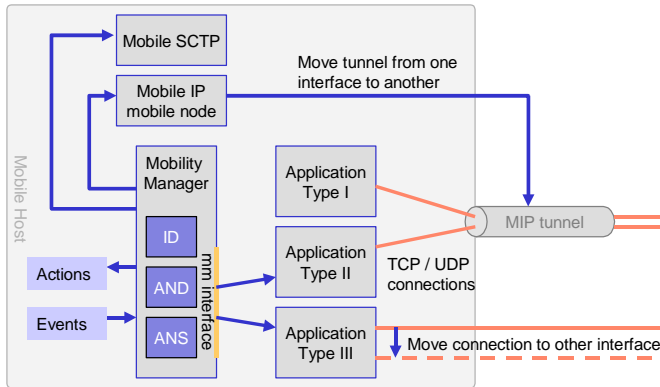 Mobile SCTP
Mobile IP
mobile node
Move tunnel from one
interface to another
Mobile Host
Mobility
Manager
ID
AND
ANS
mm interface
Actions
Events
Application
Type I
Application
Type II
Application
Type III
MIP tunnel
TCP / UDP
connections
Move connection to other interface